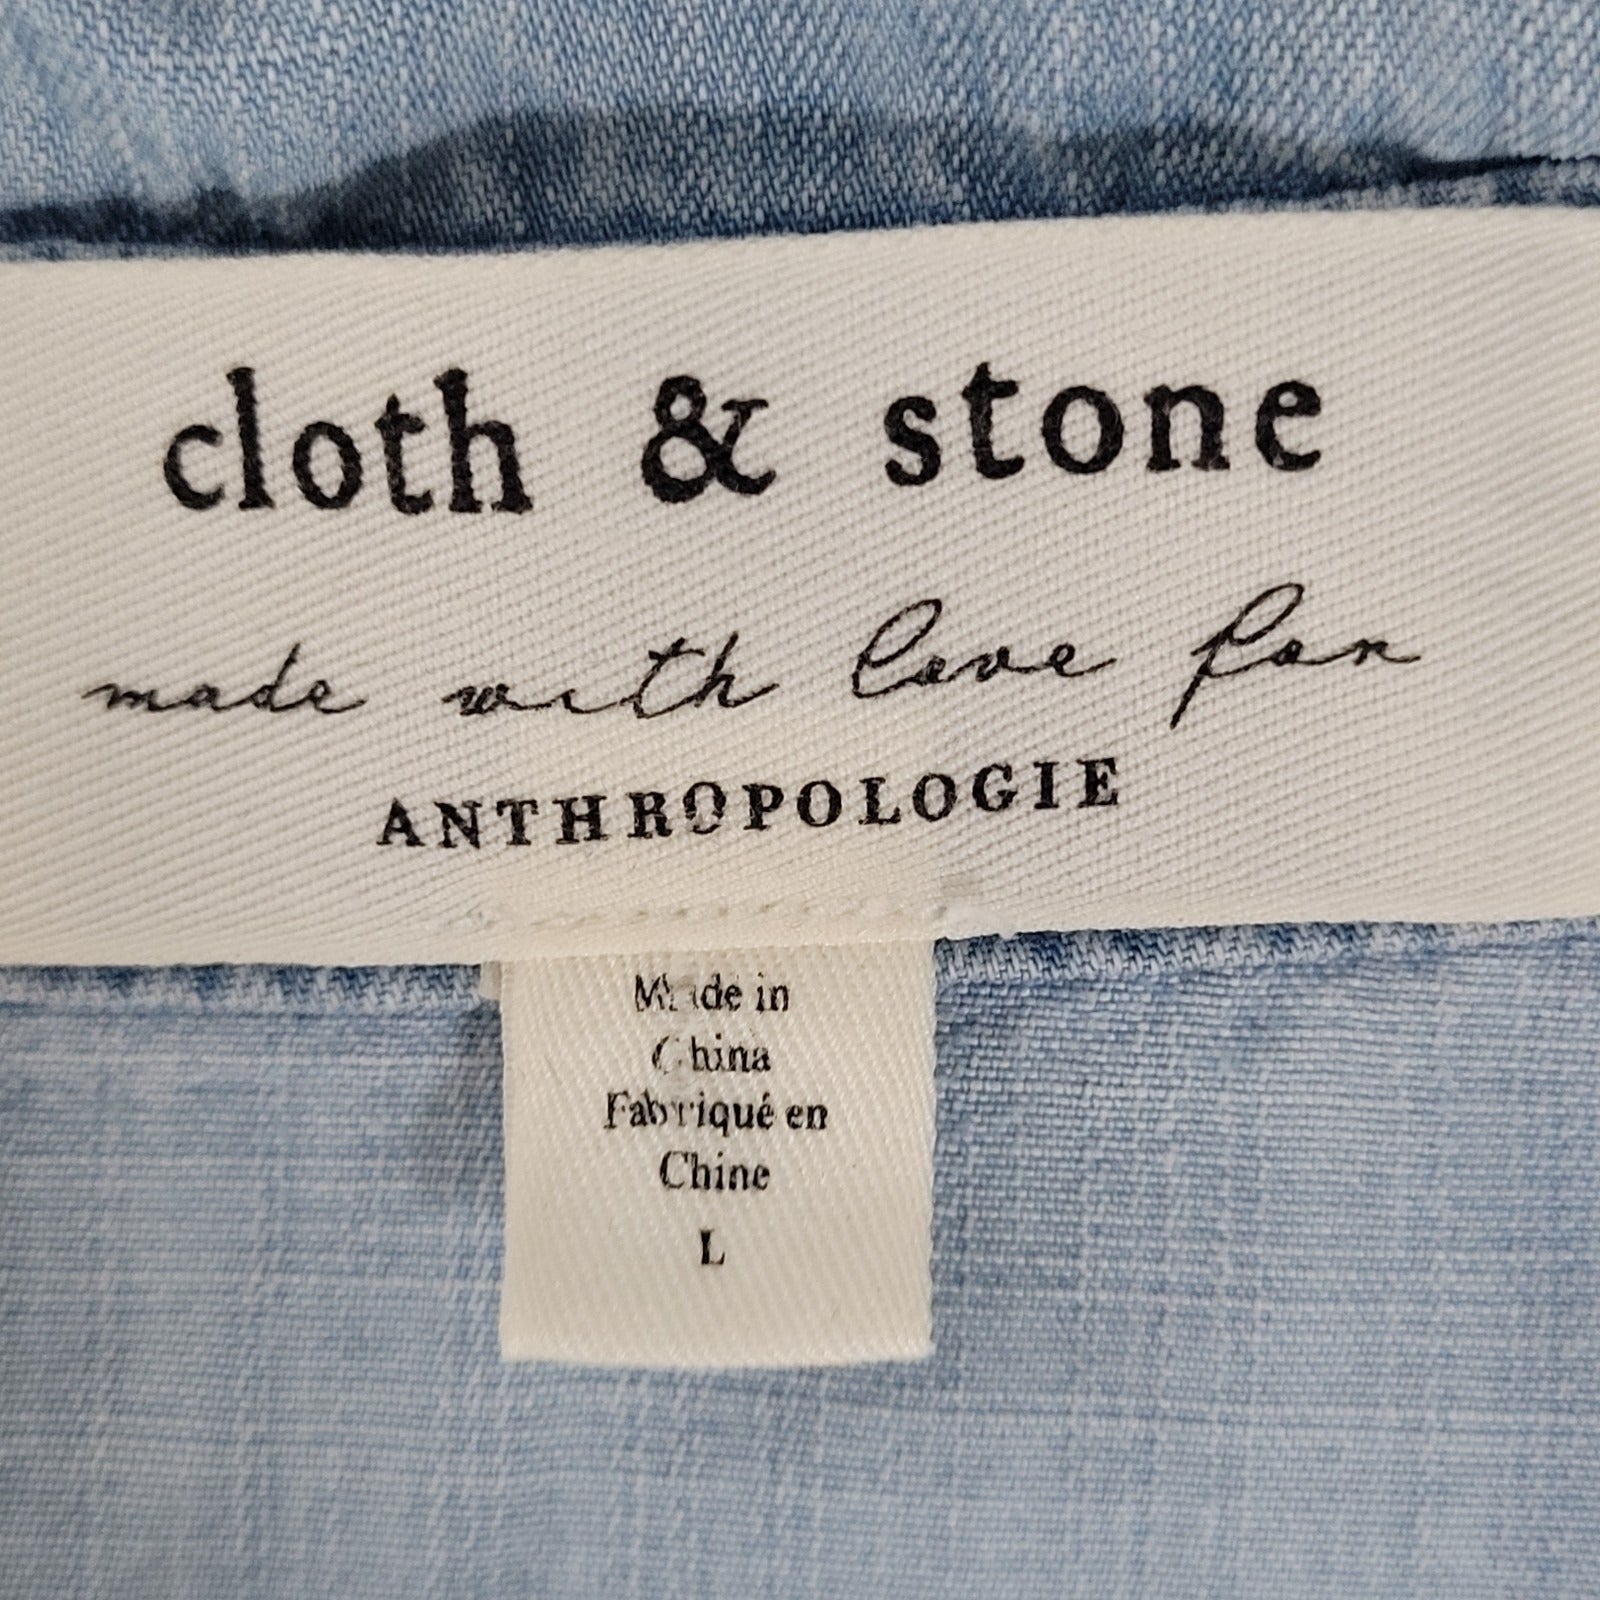 cloth & stone
made with love for
ANTHROPOLOGIE
Made in
China
Fabriqué en
Chine
L